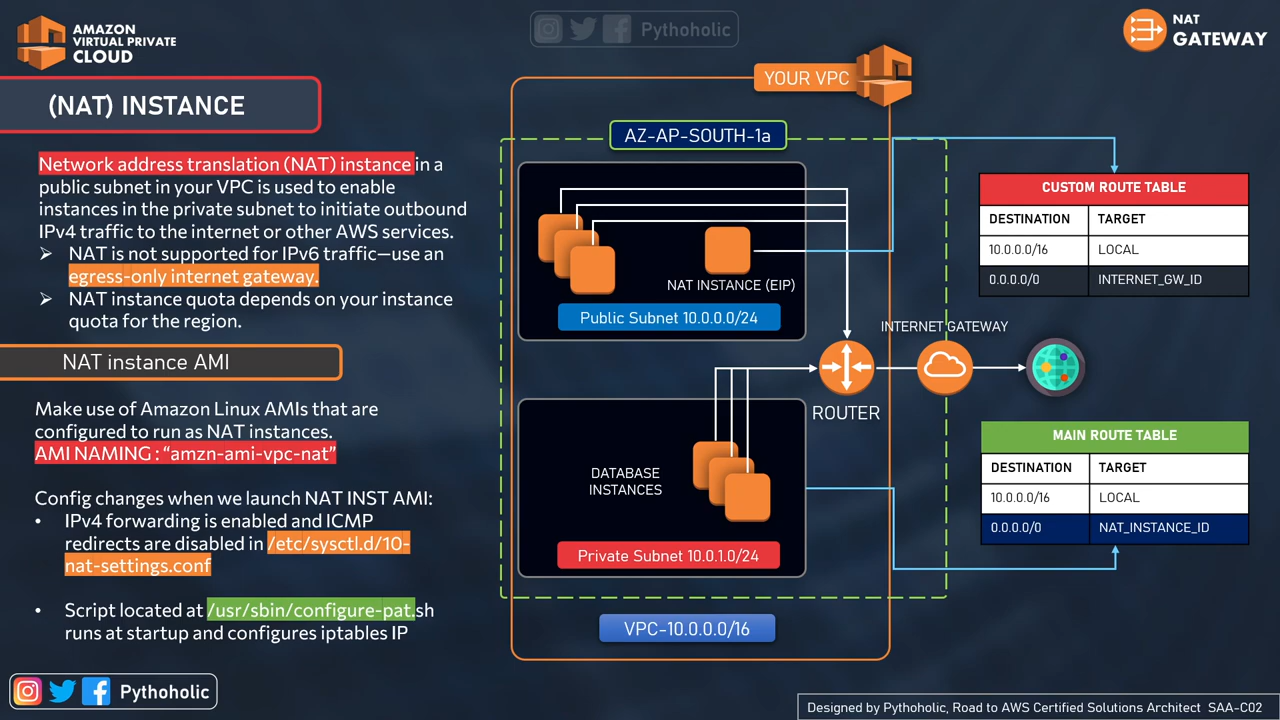 AMAZON
VIRTUAL PRIVATE
CLOUD
Pythoholic
NAT
GATEWAY
(NAT) INSTANCE
Network address translation (NAT) instance in a
public subnet in your VPC is used to enable
instances in the private subnet to initiate outbound
IPv4 traffic to the internet or other AWS services.
➢ NAT is not supported for IPv6 traffic—use an
egress-only internet gateway.
➢ NAT instance quota depends on your instance
quota for the region.
NAT instance AMI
Make use of Amazon Linux AMIs that are
configured to run as NAT instances.
AMI NAMING : “amzn-ami-vpc-nat”
Config changes when we launch NAT INST AMI:
• IPv4 forwarding is enabled and ICMP
redirects are disabled in /etc/sysctl.d/10-
nat-settings.conf
• Script located at /usr/sbin/configure-pat.sh
runs at startup and configures iptables IP
Pythoholic
YOUR VPC
AZ-AP-SOUTH-1a
NAT INSTANCE (EIP)
Public Subnet 10.0.0.0/24
INTERNET GATEWAY
ROUTER
DATABASE
INSTANCES
Private Subnet 10.0.1.0/24
VPC-10.0.0.0/16
CUSTOM ROUTE TABLE
DESTINATION TARGET
10.0.0.0/16 LOCAL
0.0.0.0/0 INTERNET_GW_ID
MAIN ROUTE TABLE
DESTINATION TARGET
10.0.0.0/16 LOCAL
0.0.0.0/0 NAT_INSTANCE_ID
Designed by Pythoholic, Road to AWS Certified Solutions Architect SAA-C02